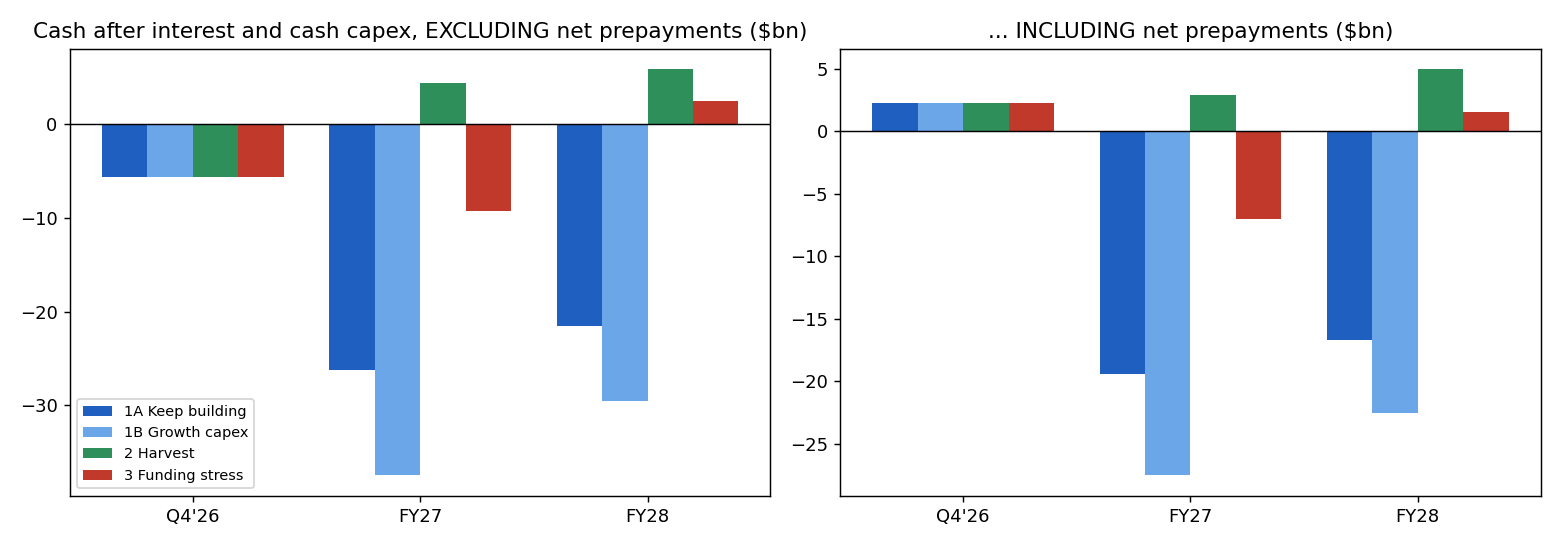 Cash after interest and cash capex, EXCLUDING net prepayments ($bn)
0
−10
−20
−30
1A Keep building
1B Growth capex
2 Harvest
3 Funding stress
Q4'26 FY27 FY28
... INCLUDING net prepayments ($bn)
5
0
−5
−10
−15
−20
−25
Q4'26 FY27 FY28